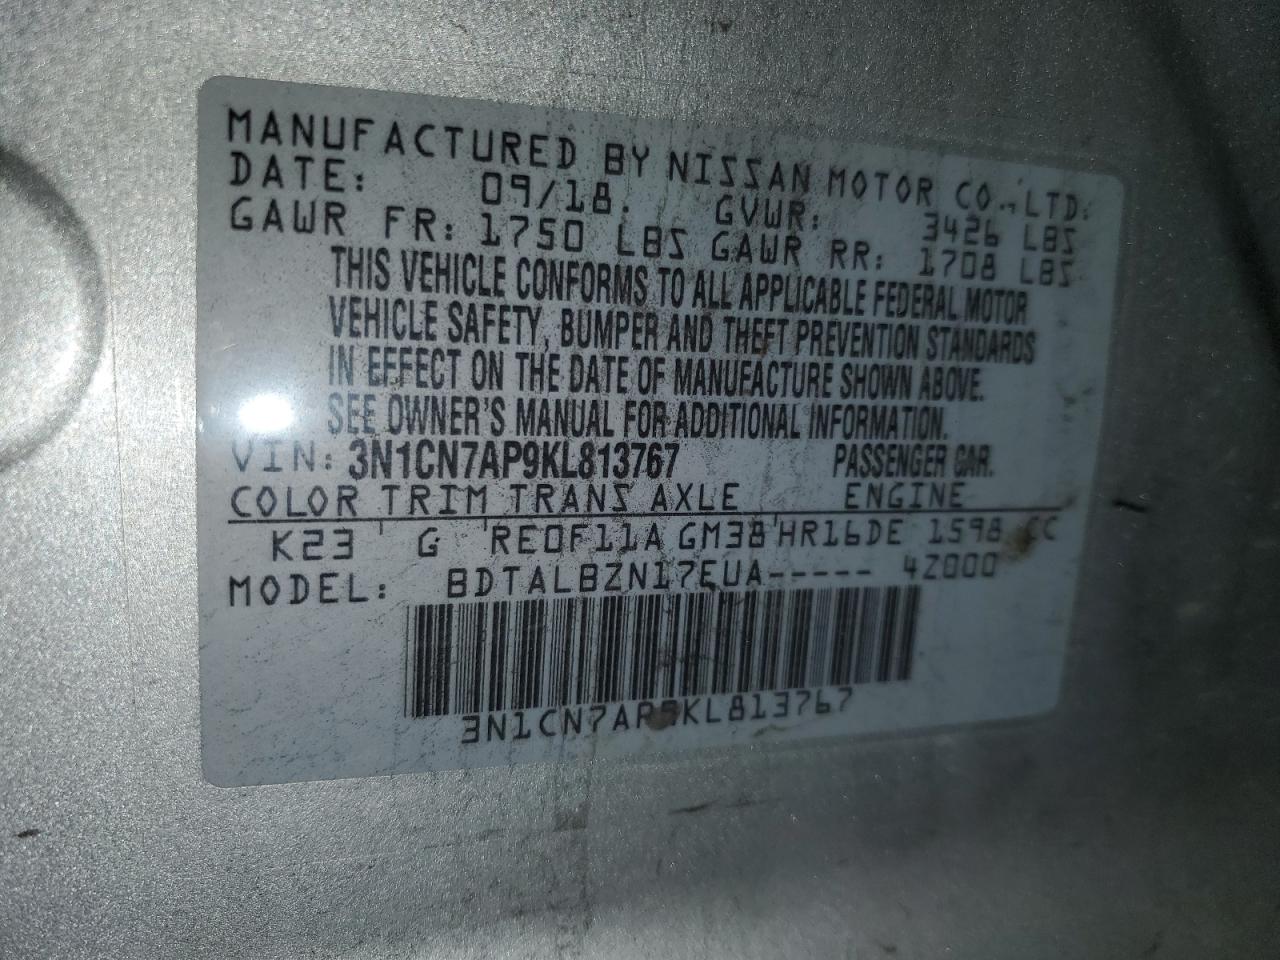 MANUFACTURED BY NISSAN MOTOR CO., LTD.
DATE: 09/18. GVWR: 3426 LBS
GAWR FR: 1750 LBS GAWR RR: 1708 LBS
THIS VEHICLE CONFORMS TO ALL APPLICABLE FEDERAL MOTOR
VEHICLE SAFETY, BUMPER AND THEFT PREVENTION STANDARDS
IN EFFECT ON THE DATE OF MANUFACTURE SHOWN ABOVE.
SEE OWNER'S MANUAL FOR ADDITIONAL INFORMATION.
VIN: 3N1CN7AP9KL813767 PASSENGER CAR.
COLOR TRIM TRANS AXLE ENGINE
K23 G RE0F11A GM38 HR16DE 1598 CC
MODEL: BDTALBZN17EUA----- 4Z000
3N1CN7AP9KL813767